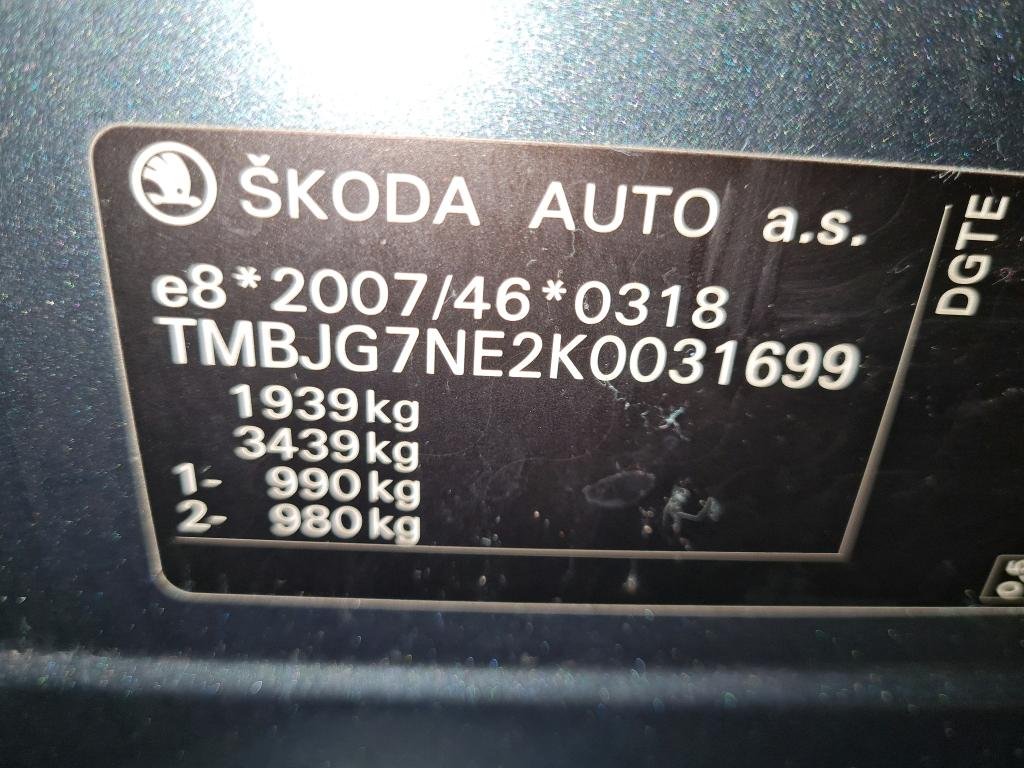 ŠKODA AUTO a.s.
e8*2007/46*0318
TMBJG7NE2K0031699
1939kg
3439kg
1- 990kg
2- 980kg
DGTE